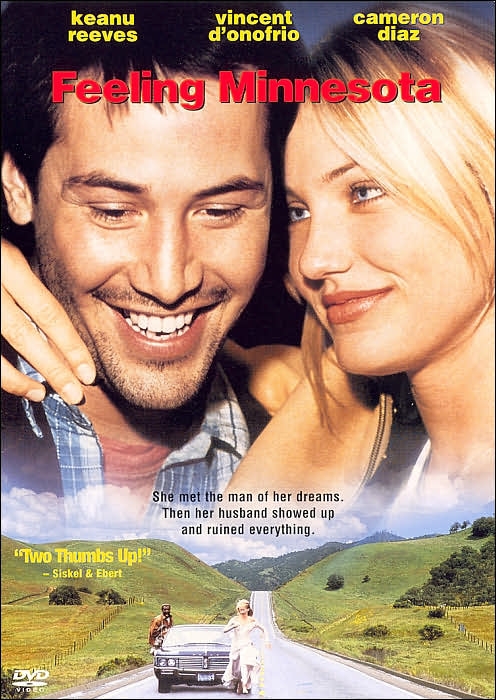 keanu reeves
vincent d'onofrio
cameron diaz
Feeling Minnesota
She met the man of her dreams.
Then her husband showed up
and ruined everything.
"Two Thumbs Up!"
– Siskel & Ebert
DVD
VIDEO